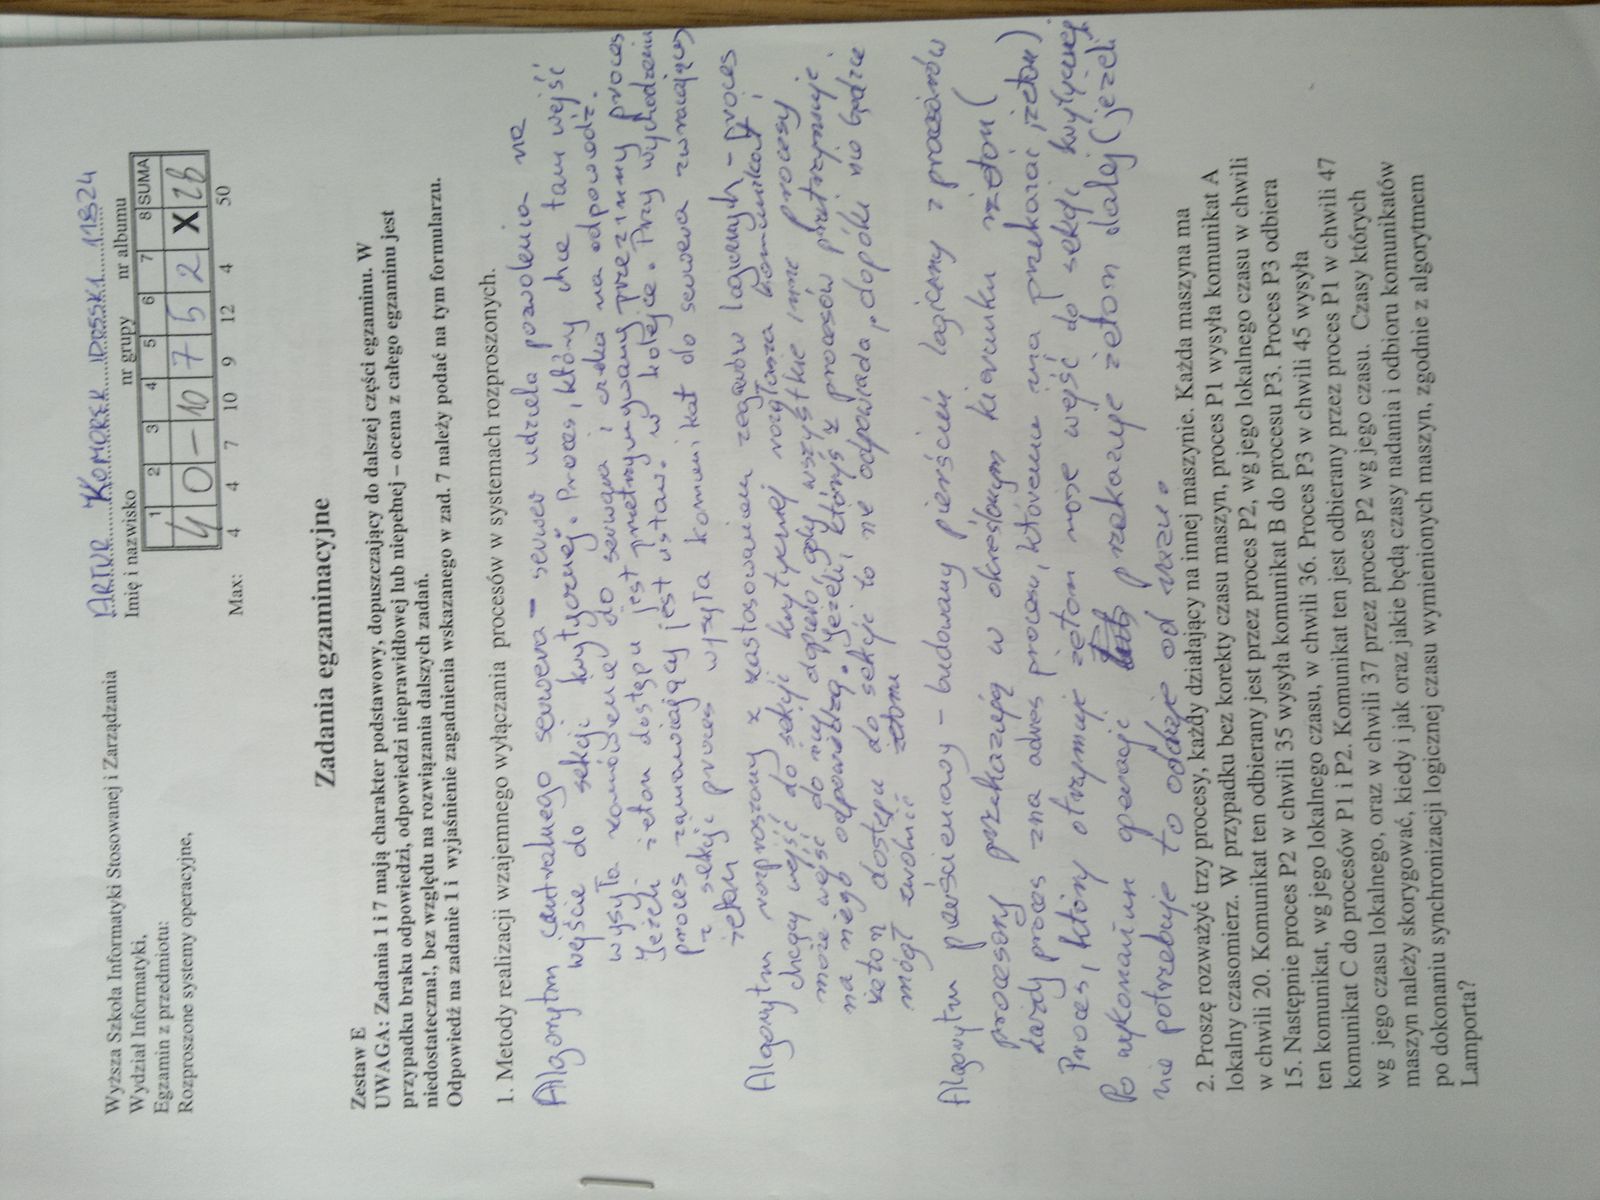 Wyższa Szkoła Informatyki Stosowanej i Zarządzania
Wydział Informatyki,
Egzamin z przedmiotu:
Rozproszone systemy operacyjne,
ARTUR KOMOREK ID05SK1 11824
Imię i nazwisko nr grupy nr albumu
1 2 3 4 5 6 7 8 SUMA
4 0 – 10 7 5 2 X 28
Max: 4 4 7 10 9 12 4 50
Zadania egzaminacyjne
Zestaw E
UWAGA: Zadania 1 i 7 mają charakter podstawowy, dopuszczający do dalszej części egzaminu. W
przypadku braku odpowiedzi, odpowiedzi nieprawidłowej lub niepełnej – ocena z całego egzaminu jest
niedostateczna!, bez względu na rozwiązania dalszych zadań.
Odpowiedź na zadanie 1 i wyjaśnienie zagadnienia wskazanego w zad. 7 należy podać na tym formularzu.
1. Metody realizacji wzajemnego wyłączania procesów w systemach rozproszonych.
Algorytm centralnego serwera – serwer udziela pozwolenia na
wejście do sekcji krytycznej. Proces, który chce tam wejść
wysyła zamówienie do serwera i czeka na odpowiedź.
Jeżeli żeton dostępu jest przetrzymywany przez inny proces
proces zamawiający jest ustaw. w kolejce. Przy wychodzeniu
z sekcji proces wysyła komunikat do serwera zwracający
żeton
Algorytm rozproszony z zastosowaniem zegarów logicznych – proces
chcący wejść do sekcji krytycznej rozgłasza komunikat i
może wejść do niej dopiero, gdy wszystkie inne procesy
na niego odpowiedzą. Jeżeli, któryś z procesów przetrzymuje
żeton dostępu do sekcji to nie odpowiada, dopóki nie będzie
mógł zwolnić żetonu
Algorytm pierścieniowy – budowany pierścień logiczny z procesorów
procesory przekazują w określonym kierunku żeton (
każdy proces zna adres procesu, któremu ma przekazać żeton)
Proces, który otrzymuje żeton może wejść do sekcji krytycznej
Po wykonaniu operacji przekazuje żeton dalej (jeżeli
nie potrzebuje to oddaje od razu.
2. Proszę rozważyć trzy procesy, każdy działający na innej maszynie. Każda maszyna ma
lokalny czasomierz. W przypadku bez korekty czasu maszyn, proces P1 wysyła komunikat A
w chwili 20. Komunikat ten odbierany jest przez proces P2, wg jego lokalnego czasu w chwili
15. Następnie proces P2 w chwili 35 wysyła komunikat B do procesu P3. Proces P3 odbiera
ten komunikat, wg jego lokalnego czasu, w chwili 36. Proces P3 w chwili 45 wysyła
komunikat C do procesów P1 i P2. Komunikat ten jest odbierany przez proces P1 w chwili 47
wg jego czasu lokalnego, oraz w chwili 37 przez proces P2 wg jego czasu. Czasy których
maszyn należy skorygować, kiedy i jak oraz jakie będą czasy nadania i odbioru komunikatów
po dokonaniu synchronizacji logicznej czasu wymienionych maszyn, zgodnie z algorytmem
Lamporta?